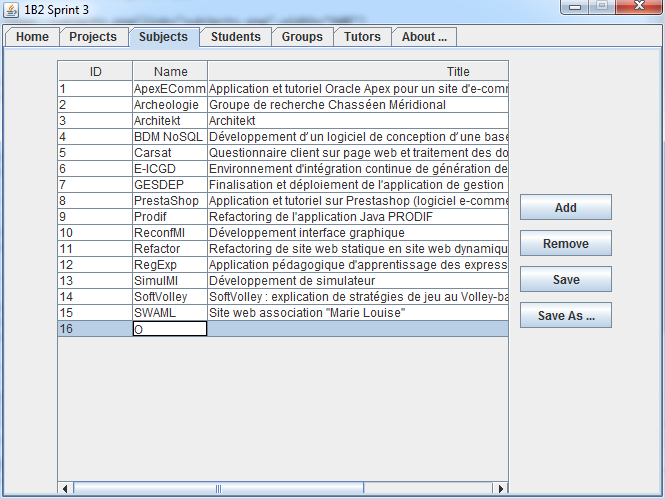 1B2 Sprint 3
Home Projects Subjects Students Groups Tutors About ...
ID Name Title
1 ApexEComm Application et tutoriel Oracle Apex pour un site d'e-comm
2 Archeologie Groupe de recherche Chasséen Méridional
3 Architekt Architekt
4 BDM NoSQL Développement d'un logiciel de conception d'une base
5 Carsat Questionnaire client sur page web et traitement des do
6 E-ICGD Environnement d'intégration continue de génération de
7 GESDEP Finalisation et déploiement de l'application de gestion
8 PrestaShop Application et tutoriel sur Prestashop (logiciel e-comme
9 Prodif Refactoring de l'application Java PRODIF
10 ReconfMI Développement interface graphique
11 Refactor Refactoring de site web statique en site web dynamiqu
12 RegExp Application pédagogique d'apprentissage des express
13 SimulMI Développement de simulateur
14 SoftVolley SoftVolley : explication de stratégies de jeu au Volley-ba
15 SWAML Site web association "Marie Louise"
16 O
Add
Remove
Save
Save As ...